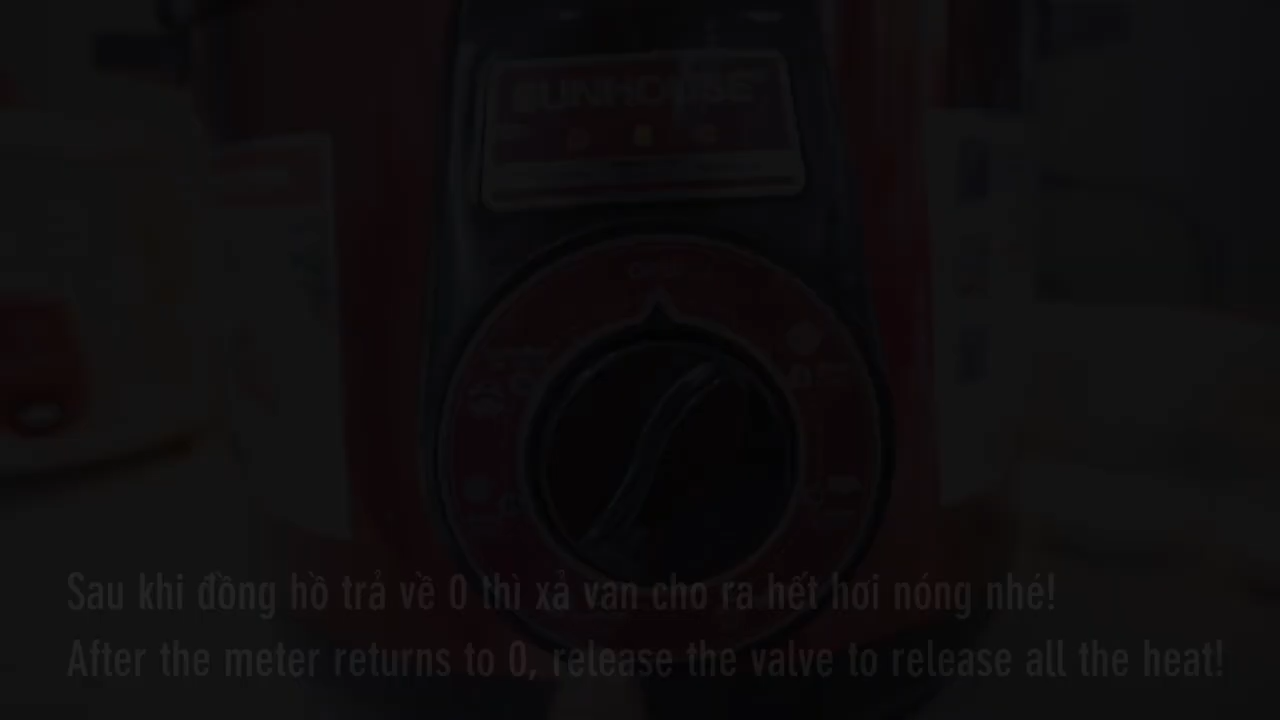 SUNHOUSE
Sau khi đồng hồ trả về 0 thì xả van cho ra hết hơi nóng nhé!
After the meter returns to 0, release the valve to release all the heat!